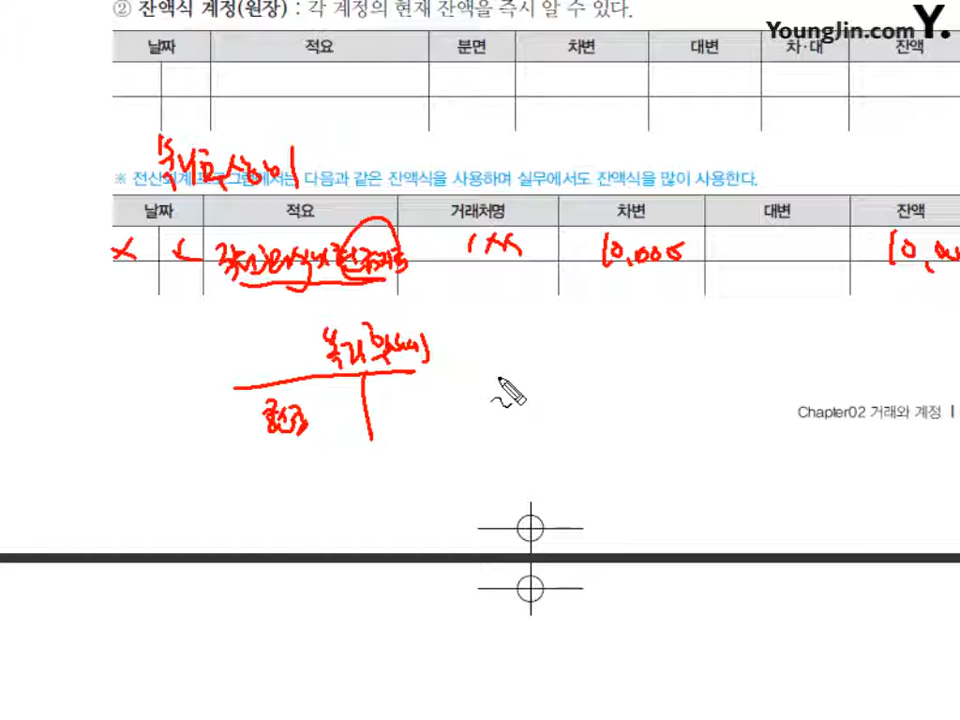 ② 잔액식 계정(원장) : 각 계정의 현재 잔액을 즉시 알 수 있다.
YoungJin.com Y.
날짜 적요 분면 차변 대변 차·대 잔액
※ 전산회계 프로그램에서는 다음과 같은 잔액식을 사용하며 실무에서도 잔액식을 많이 사용한다.
날짜 적요 거래처명 차변 대변 잔액
10,000
복리후생비
현금
Chapter02 거래와 계정 |